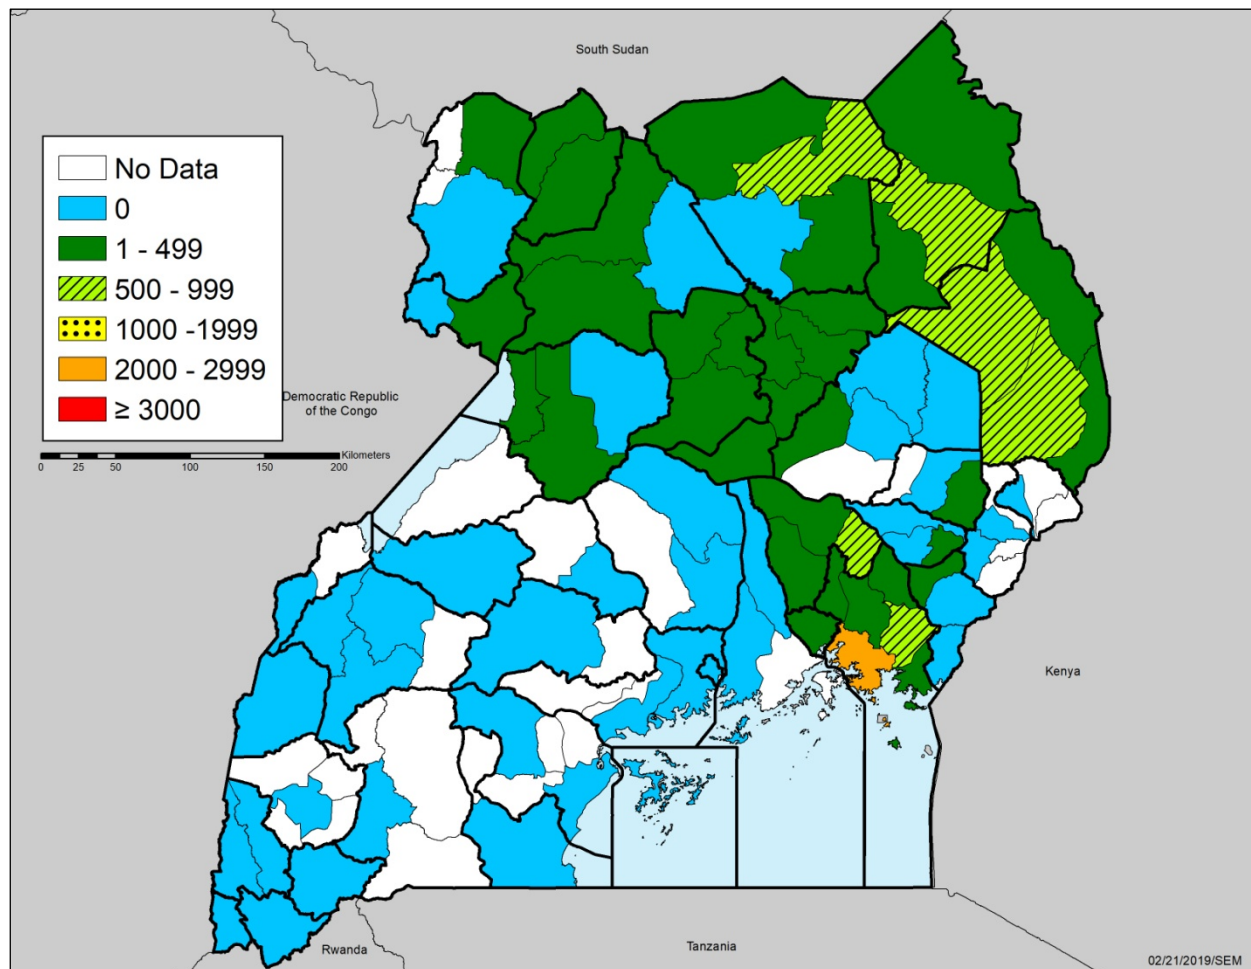 South Sudan
No Data
0
1 - 499
500 - 999
1000 -1999
2000 - 2999
≥ 3000
Democratic Republic
of the Congo
Kilometers
0 25 50 100 150 200
Kenya
Rwanda
Tanzania
02/21/2019/SEM